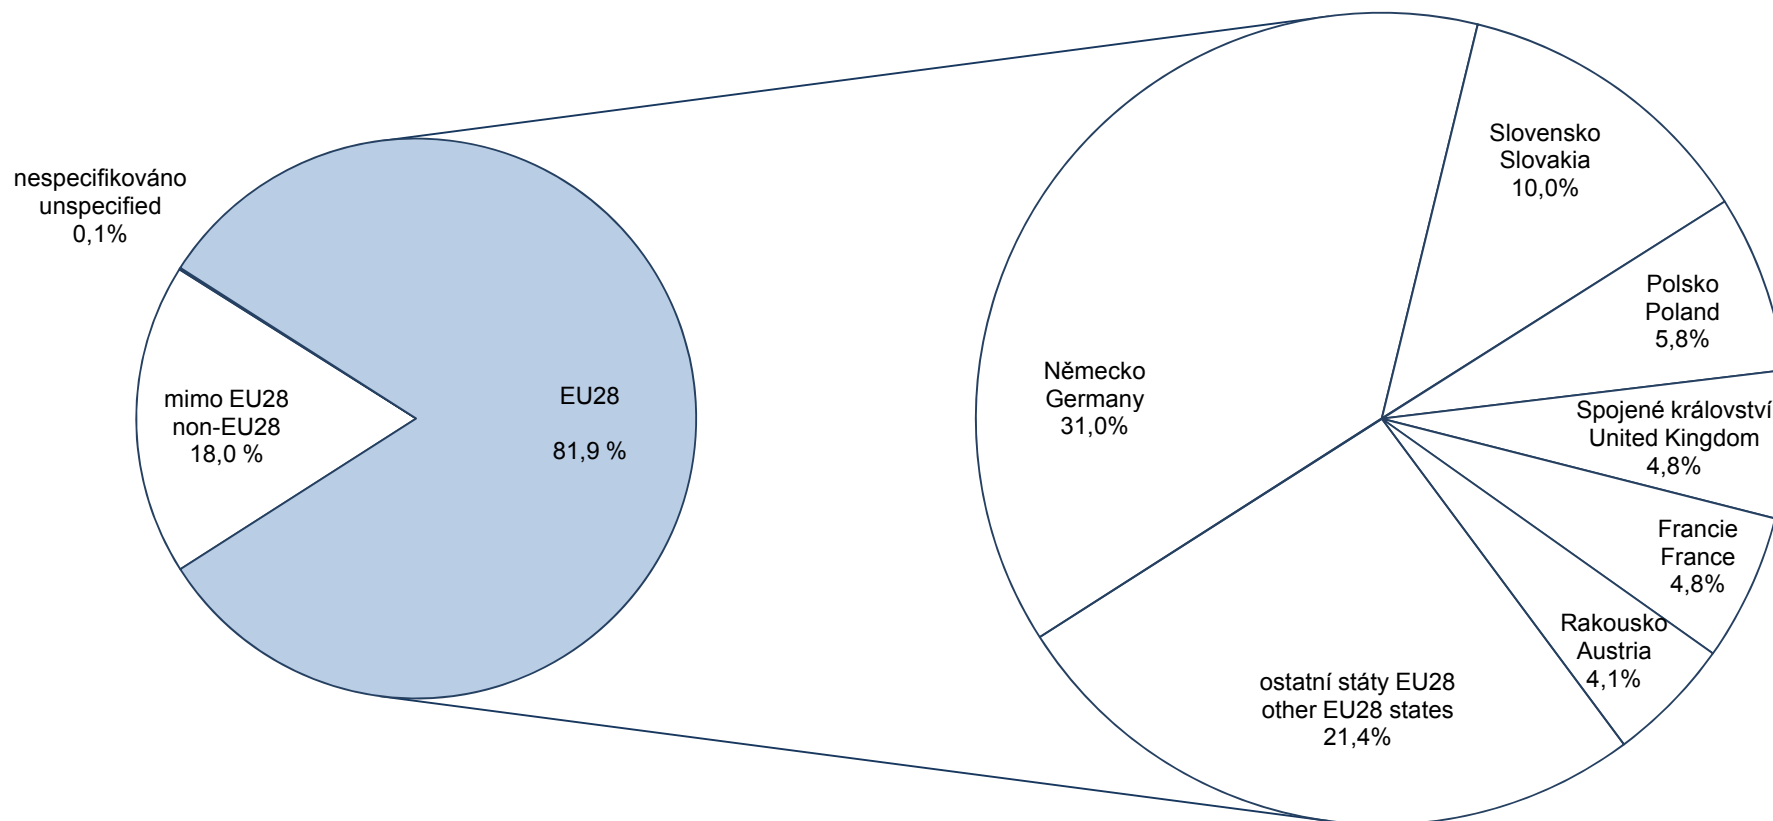 nespecifikováno
unspecified
0,1%
mimo EU28
non-EU28
18,0 %
EU28
81,9 %
Německo
Germany
31,0%
Slovensko
Slovakia
10,0%
Polsko
Poland
5,8%
Spojené království
United Kingdom
4,8%
Francie
France
4,8%
Rakousko
Austria
4,1%
ostatní státy EU28
other EU28 states
21,4%